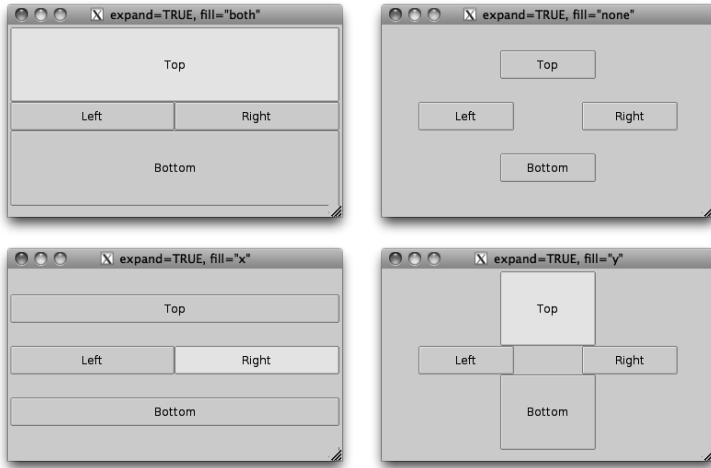 expand=TRUE, fill="both"
Top
Left Right
Bottom
expand=TRUE, fill="none"
Top
Left Right
Bottom
expand=TRUE, fill="x"
Top
Left Right
Bottom
expand=TRUE, fill="y"
Top
Left Right
Bottom